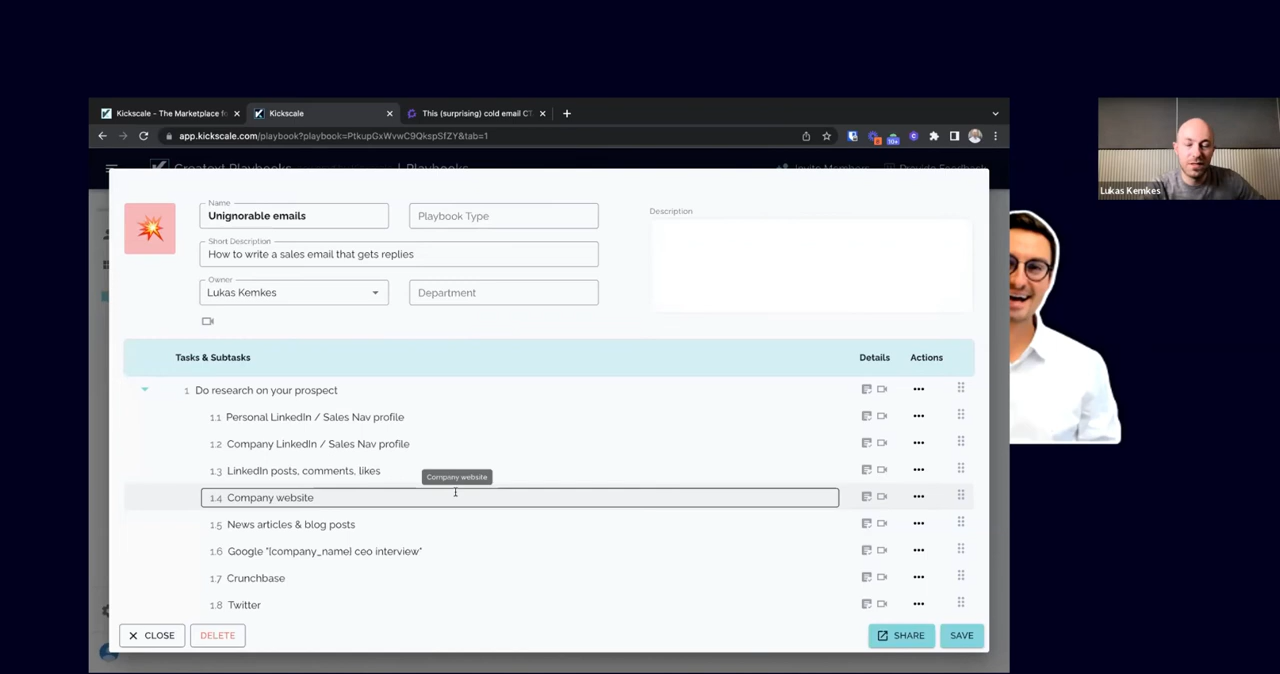 Kickscale - The Marketplace fo
Kickscale
This (surprising) cold email CT
app.kickscale.com/playbook?playbook=PtkupGxWvwC9QkspSfZY&tab=1
Playbooks
Lukas Kemkes
Name
Unignorable emails
Playbook Type
Description
Short Description
How to write a sales email that gets replies
Owner
Lukas Kemkes
Department
Tasks & Subtasks
Details
Actions
1 Do research on your prospect
1.1 Personal LinkedIn / Sales Nav profile
1.2 Company LinkedIn / Sales Nav profile
1.3 LinkedIn posts, comments, likes
Company website
1.4 Company website
1.5 News articles & blog posts
1.6 Google "[company_name] ceo interview"
1.7 Crunchbase
1.8 Twitter
CLOSE
DELETE
SHARE
SAVE